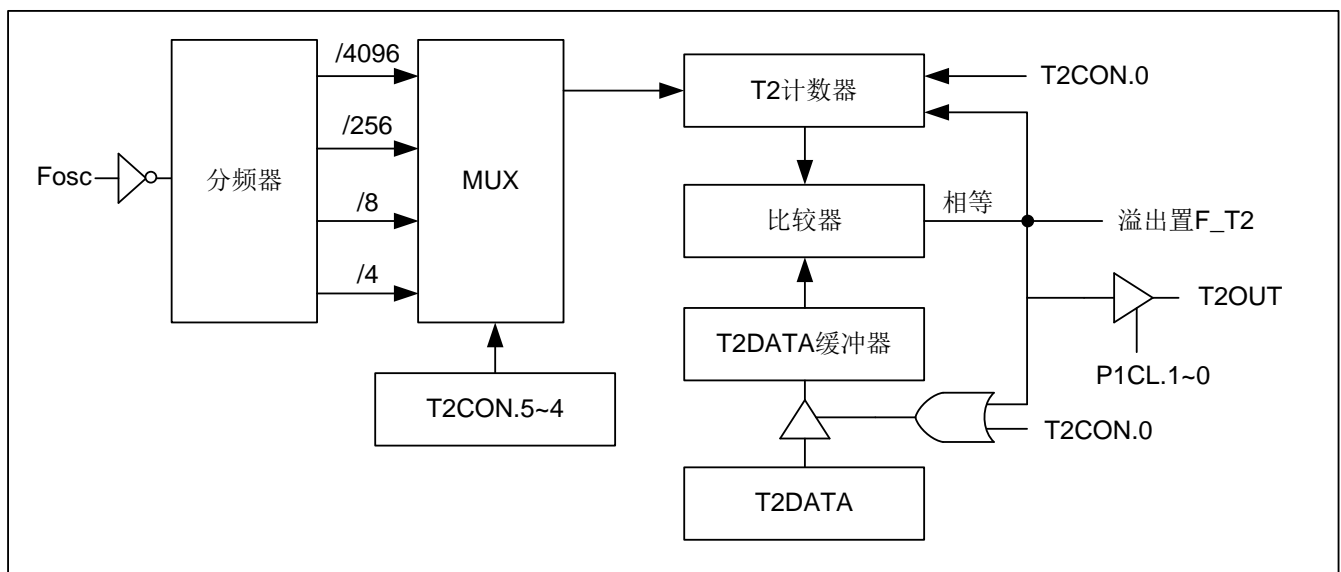 /4096
/256
/8
/4
Fosc
分频器
MUX
T2CON.5~4
T2计数器
T2CON.0
比较器
相等
溢出置F_T2
T2OUT
P1CL.1~0
T2DATA缓冲器
T2CON.0
T2DATA